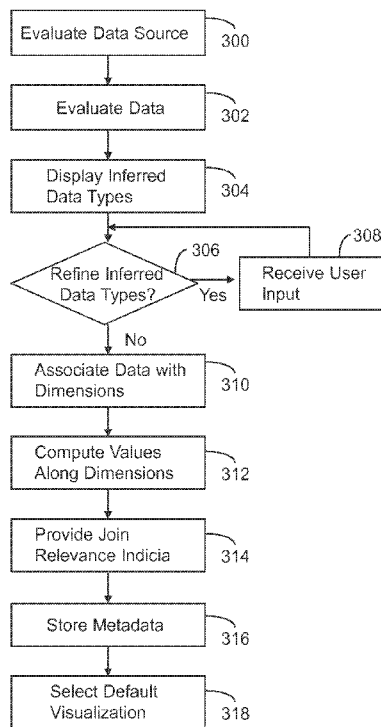 Evaluate Data Source
300
Evaluate Data
302
Display Inferred
Data Types
304
306
Refine Inferred
Data Types?
Yes
308
Receive User
Input
No
Associate Data with
Dimensions
310
Compute Values
Along Dimensions
312
Provide Join
Relevance Indicia
314
Store Metadata
316
Select Default
Visualization
318